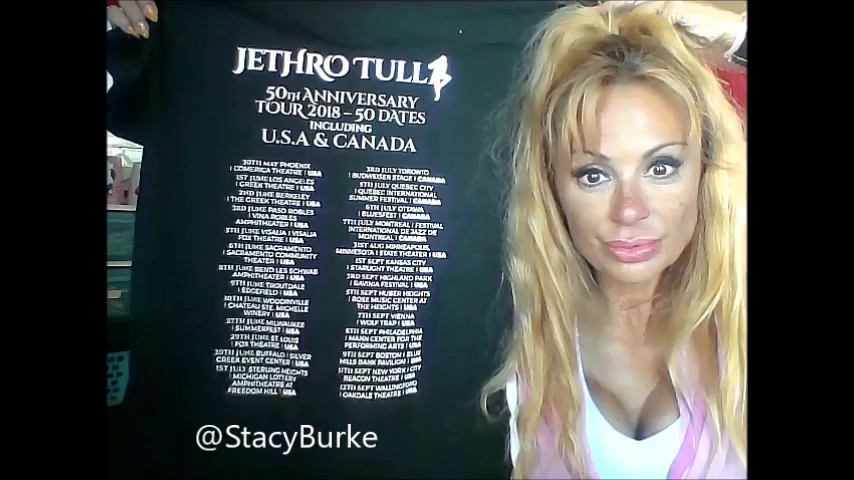 JETHRO TULL
50TH ANNIVERSARY
TOUR 2018 – 50 DATES
INCLUDING
U.S.A & CANADA
30TH MAY PHOENIX
| COMERICA THEATRE | USA
1ST JUNE LOS ANGELES
| GREEK THEATRE | USA
2ND JUNE BERKELEY
| THE GREEK THEATRE | USA
3RD JUNE PASO ROBLES
| VINA ROBLES
AMPHITHEATER | USA
5TH JUNE VISALIA | VISALIA
FOX THEATRE | USA
6TH JUNE SACRAMENTO
| SACRAMENTO COMMUNITY
THEATER | USA
8TH JUNE BEND LES SCHWAB
AMPHITHEATER | USA
9TH JUNE TROUTDALE
| EDGEFIELD | USA
10TH JUNE WOODINVILLE
| CHATEAU STE. MICHELLE
WINERY | USA
27TH JUNE MILWAUKEE
| SUMMERFEST | USA
29TH JUNE ST. LOUIS
| FOX THEATRE | USA
30TH JUNE BUFFALO | SILVER
CREEK EVENT CENTER | USA
1ST JULY STERLING HEIGHTS
| MICHIGAN LOTTERY
AMPHITHEATRE AT
FREEDOM HILL | USA
3RD JULY TORONTO
| BUDWEISER STAGE | CANADA
5TH JULY QUEBEC CITY
| QUEBEC INTERNATIONAL
SUMMER FESTIVAL | CANADA
6TH JULY OTTAWA
| BLUESFEST | CANADA
7TH JULY MONTREAL | FESTIVAL
INTERNATIONAL DE JAZZ DE
MONTREAL | CANADA
31ST AUG MINNEAPOLIS,
MINNESOTA | STATE THEATER | USA
1ST SEPT KANSAS CITY
| STARLIGHT THEATRE | USA
3RD SEPT HIGHLAND PARK
| RAVINIA FESTIVAL | USA
5TH SEPT HUBER HEIGHTS
| ROSE MUSIC CENTER AT
THE HEIGHTS | USA
7TH SEPT VIENNA
| WOLF TRAP | USA
8TH SEPT PHILADELPHIA
| MANN CENTER FOR THE
PERFORMING ARTS | USA
9TH SEPT BOSTON | BLUE
HILLS BANK PAVILION | USA
11TH SEPT NEW YORK CITY
| BEACON THEATRE | USA
12TH SEPT WALLINGFORD
| OAKDALE THEATRE | USA
@StacyBurke